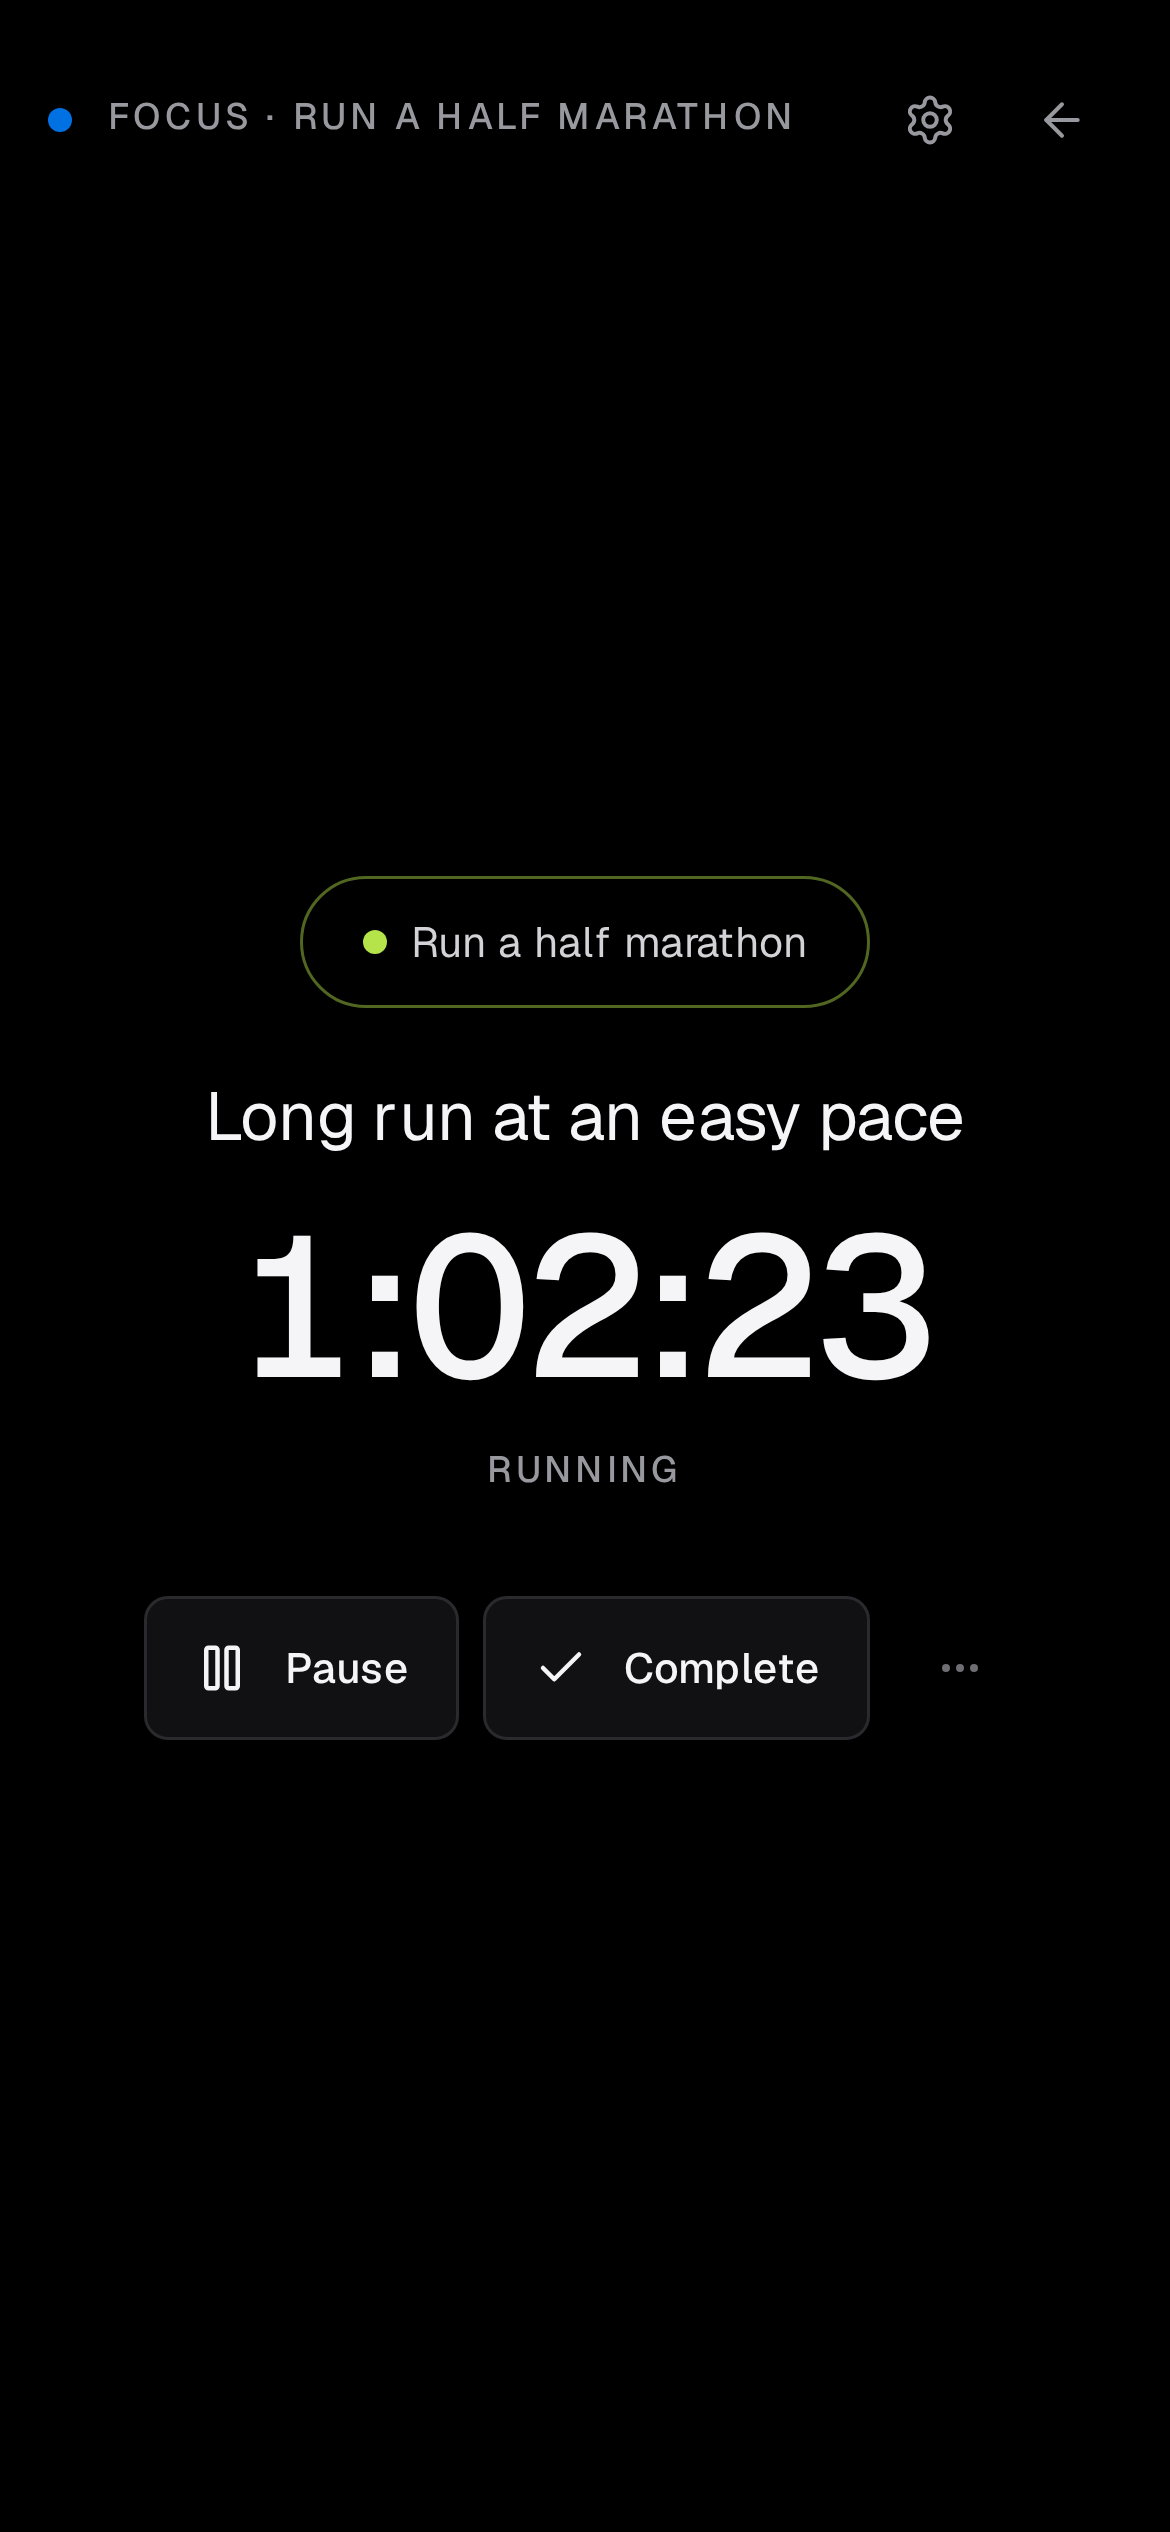 FOCUS · RUN A HALF MARATHON
Run a half marathon
Long run at an easy pace
1:02:23
RUNNING
Pause
Complete